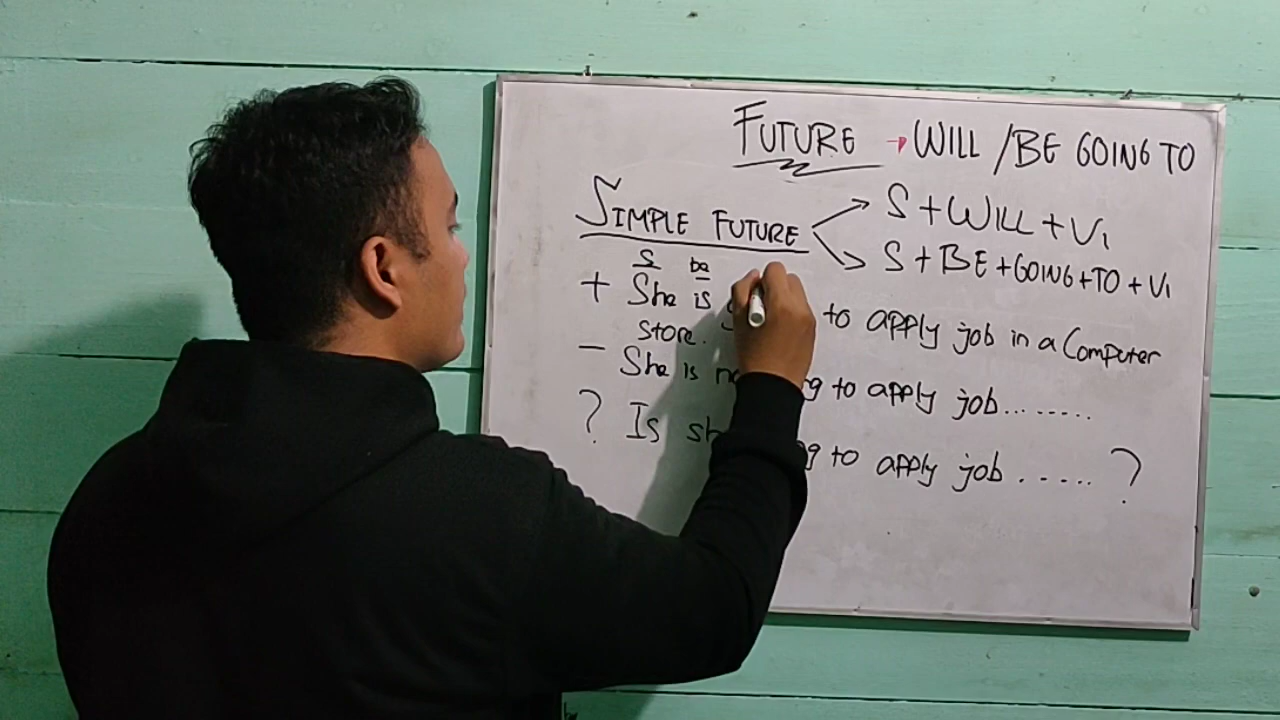 FUTURE → WILL / BE GOING TO
SIMPLE FUTURE
S + WILL + V1
S + BE + GOING + TO + V1
S be
+ She is to apply job in a Computer
store.
− She is to apply job........
? Is to apply job ...... ?